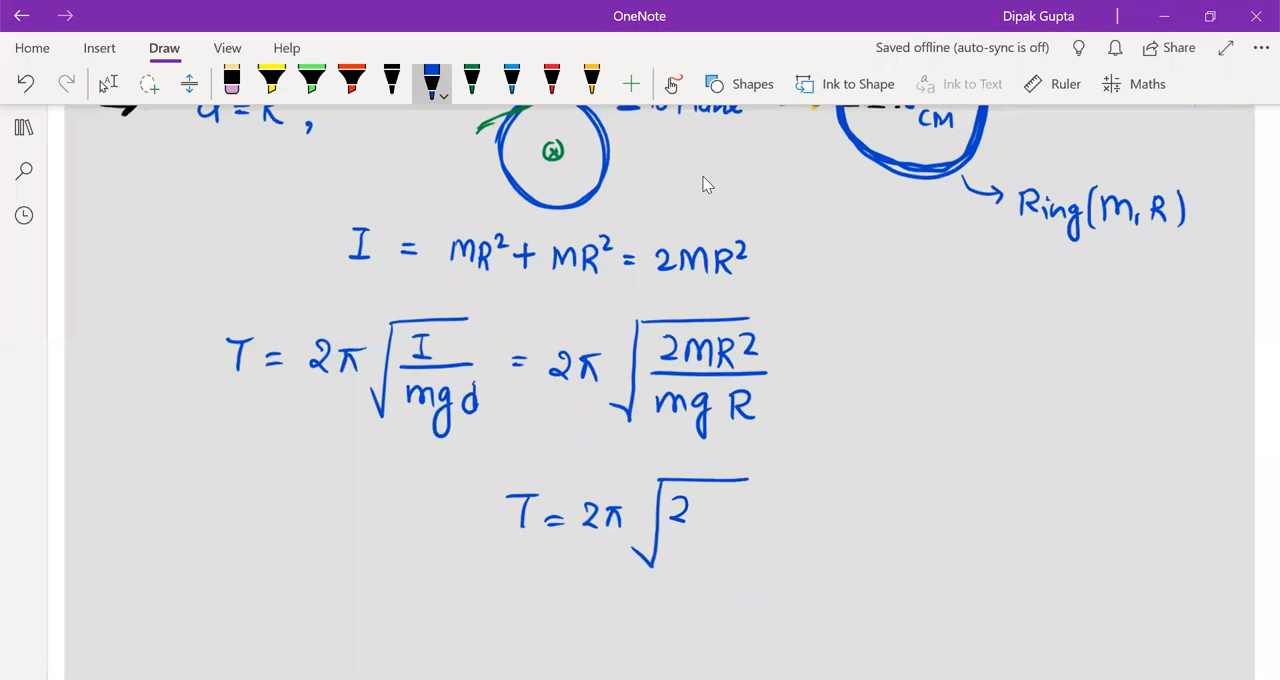 OneNote
Dipak Gupta
Home Insert Draw View Help
Saved offline (auto-sync is off)
Share
Shapes
Ink to Shape
Ink to Text
Ruler
Maths
d = R ,
CM
Ring(M, R)
I = MR² + MR² = 2MR²
T = 2π √(I/mgd) = 2π √(2MR²/mgR)
T = 2π √2